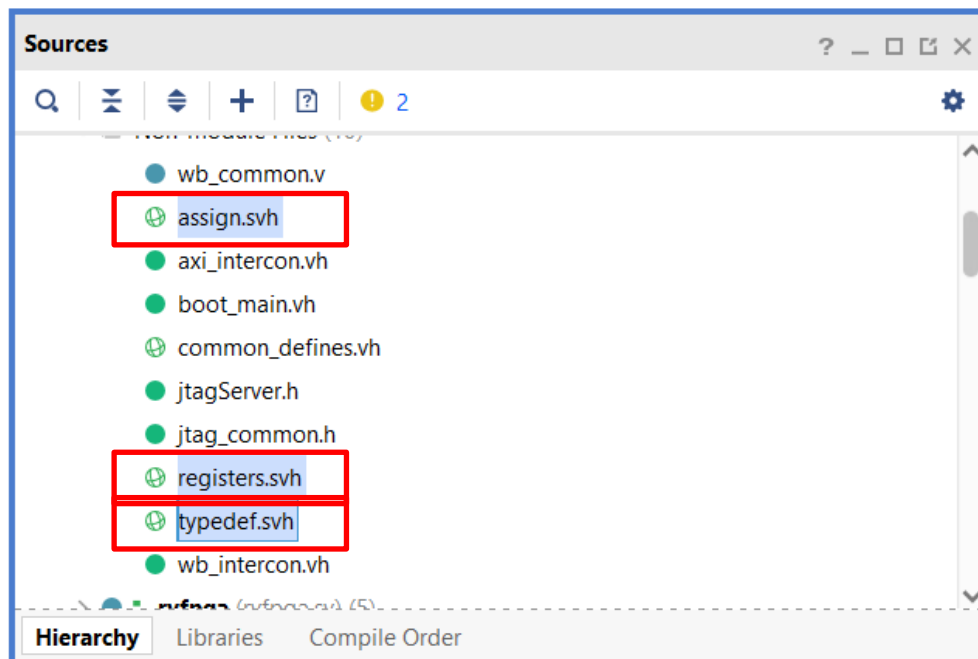 Sources
2
wb_common.v
assign.svh
axi_intercon.vh
boot_main.vh
common_defines.vh
jtagServer.h
jtag_common.h
registers.svh
typedef.svh
wb_intercon.vh
Hierarchy Libraries Compile Order